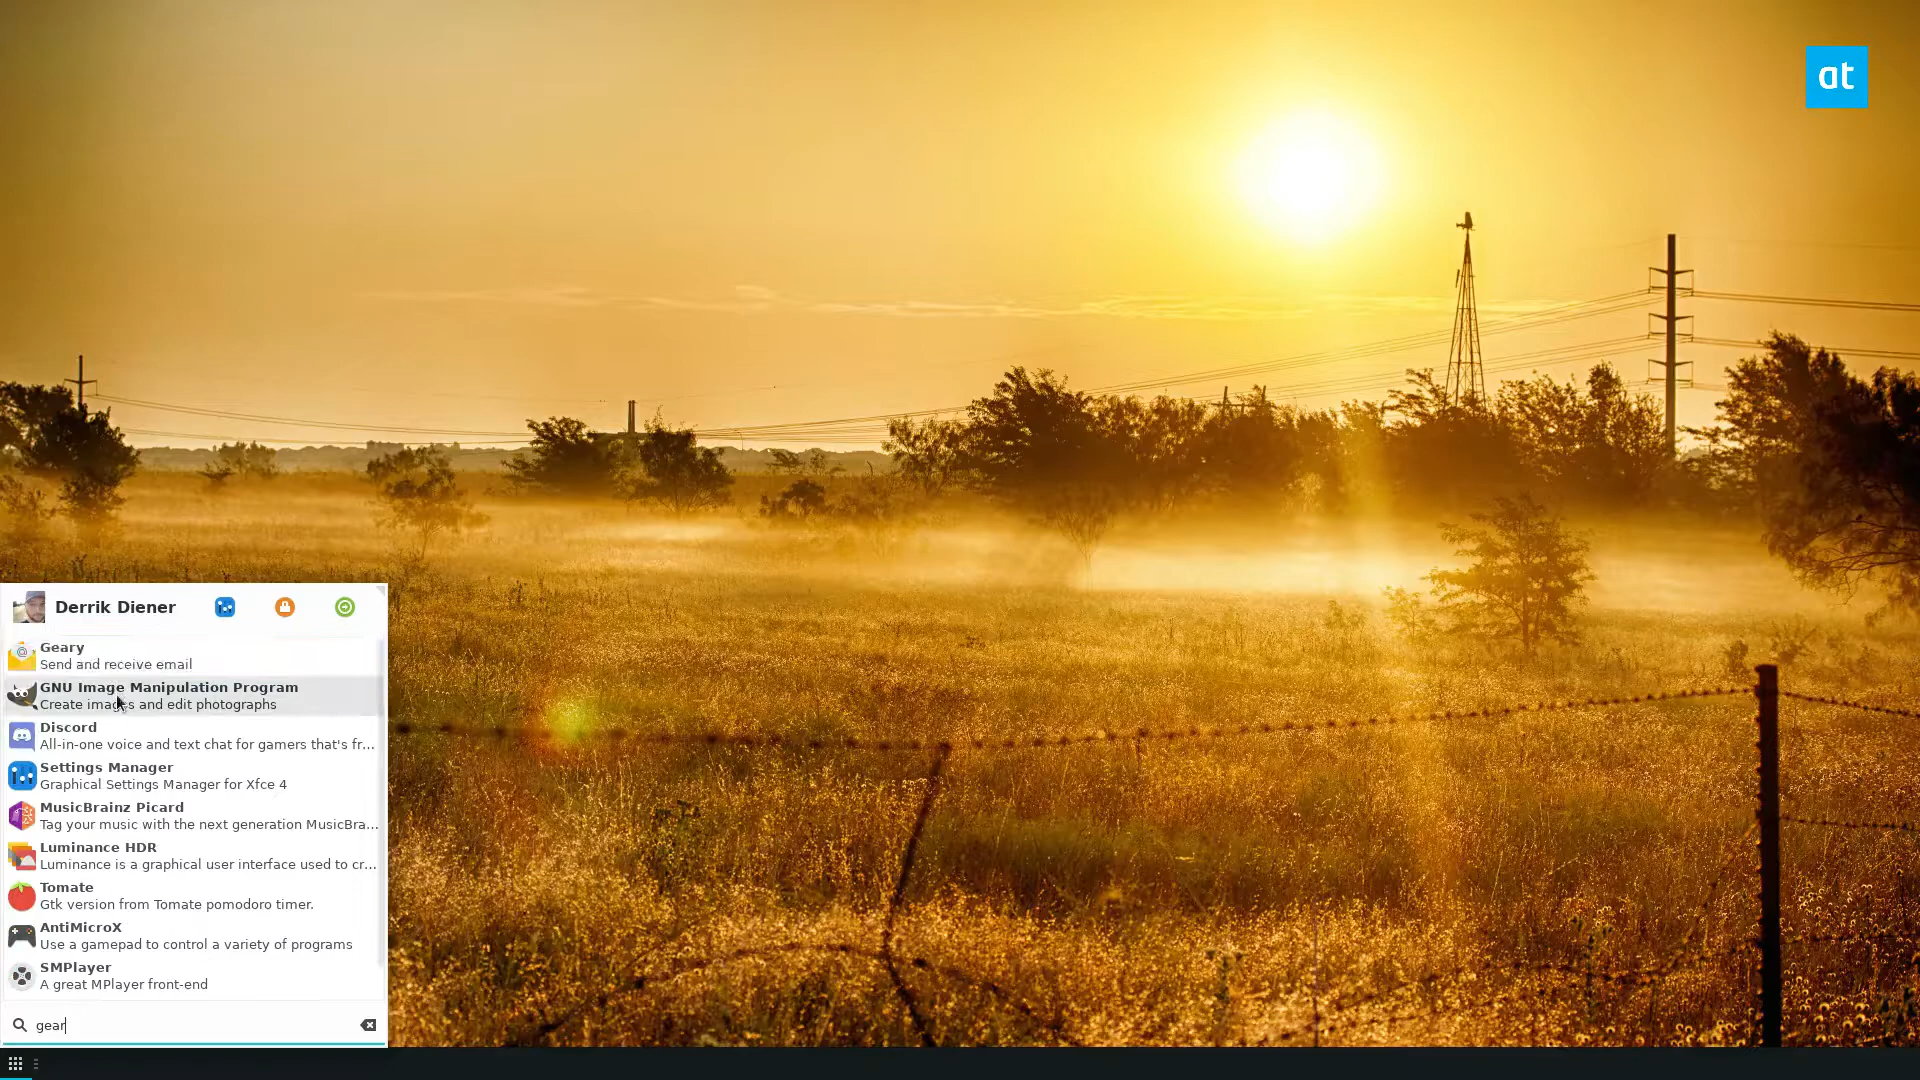 at
Derrik Diener
Geary
Send and receive email
GNU Image Manipulation Program
Create images and edit photographs
Discord
All-in-one voice and text chat for gamers that's fr...
Settings Manager
Graphical Settings Manager for Xfce 4
MusicBrainz Picard
Tag your music with the next generation MusicBra...
Luminance HDR
Luminance is a graphical user interface used to cr...
Tomate
Gtk version from Tomate pomodoro timer.
AntiMicroX
Use a gamepad to control a variety of programs
SMPlayer
A great MPlayer front-end
gear